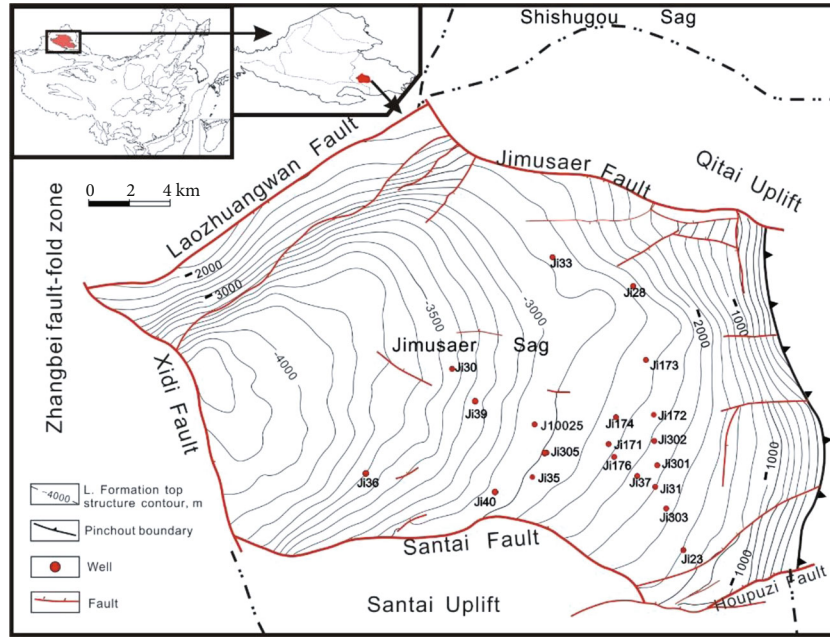 Shishugou Sag
Laozhuangwan Fault
Jimusaer Fault
Qitai Uplift
0 2 4 km
Zhangbei fault-fold zone
Xidi Fault
2000
3000
-4000
-3500
-3000
2000
1000
1000
1000
Jimusaer Sag
Ji33
Ji28
Ji30
Ji173
Ji39
J10025
Ji174
Ji172
Ji171
Ji302
Ji305
Ji176
Ji301
Ji36
Ji35
Ji37
Ji31
Ji40
Ji303
Ji23
Santai Fault
Houpuzi Fault
Santai Uplift
-4000
L. Formation top
structure contour, m
Pinchout boundary
Well
Fault